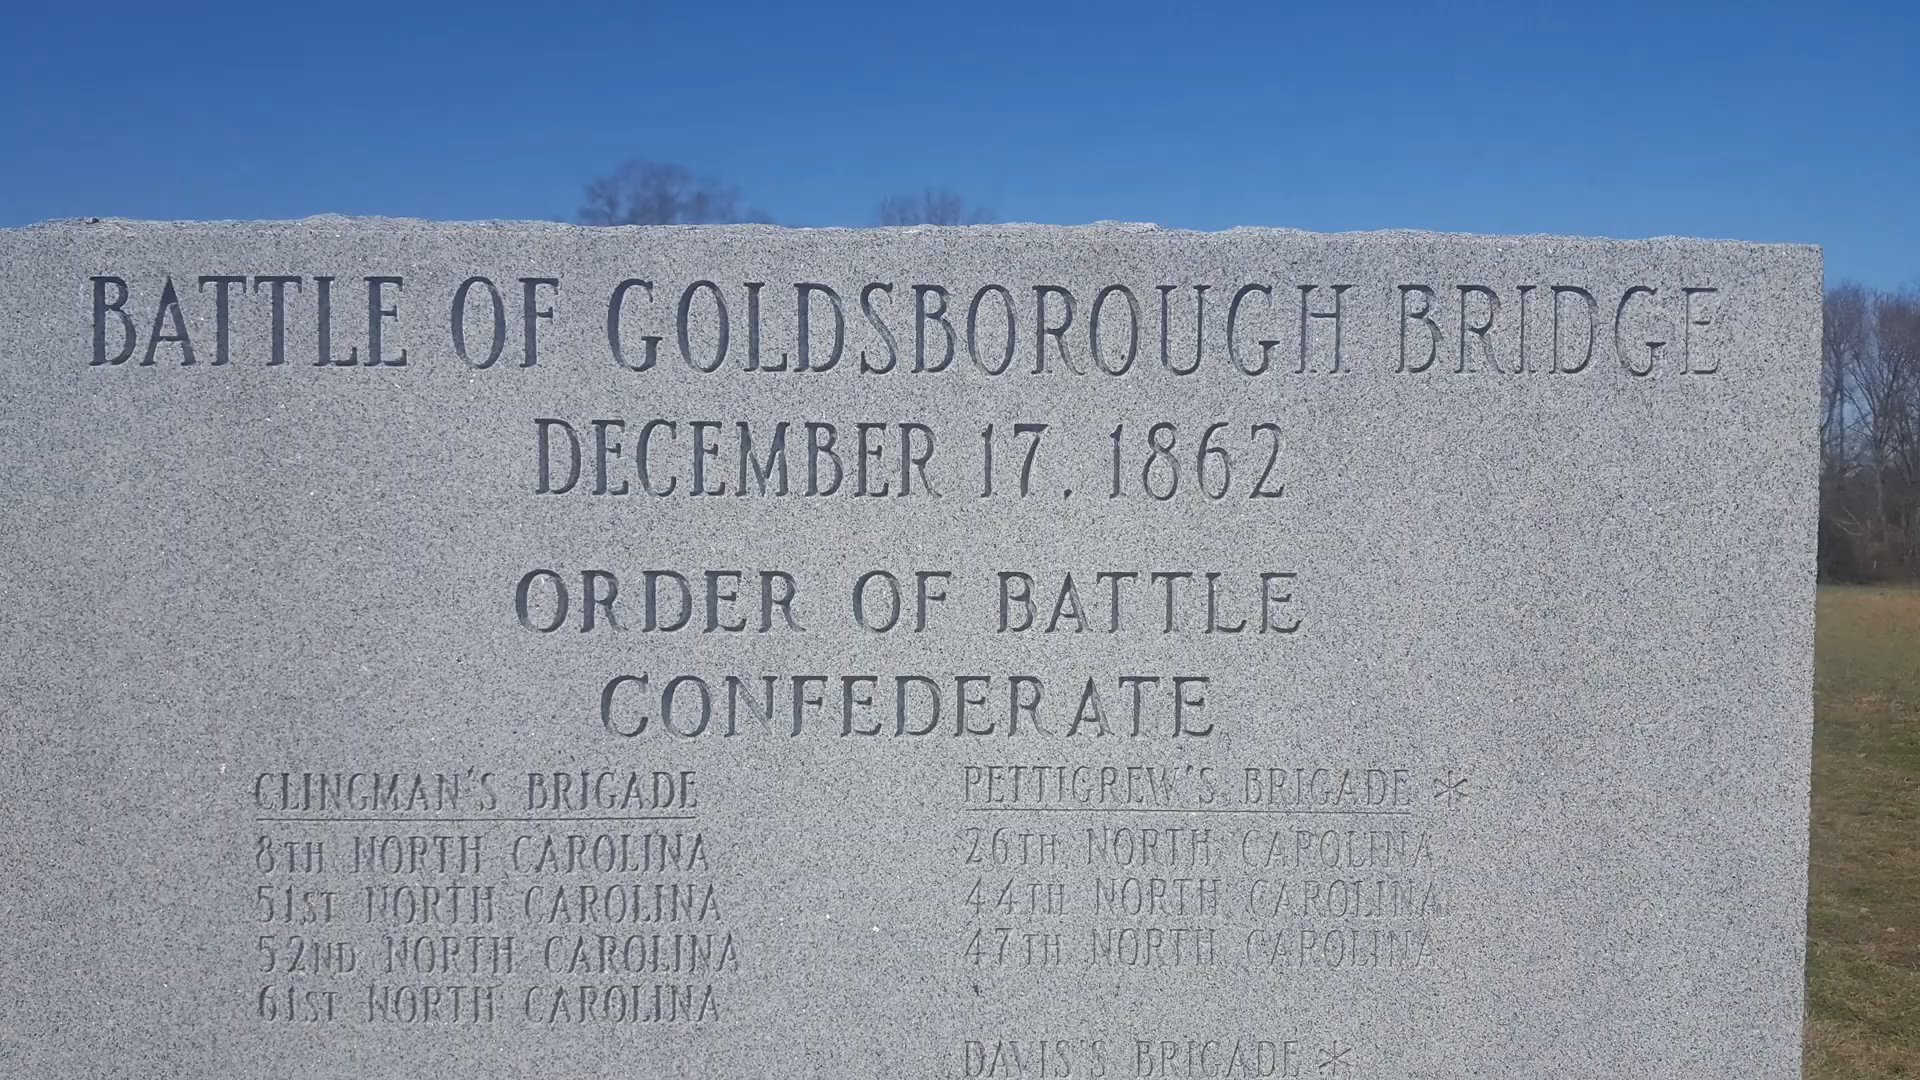 BATTLE OF GOLDSBOROUGH BRIDGE
DECEMBER 17, 1862
ORDER OF BATTLE
CONFEDERATE
CLINGMAN'S BRIGADE
8TH NORTH CAROLINA
51ST NORTH CAROLINA
52ND NORTH CAROLINA
61ST NORTH CAROLINA
PETTIGREW'S BRIGADE *
26TH NORTH CAROLINA
44TH NORTH CAROLINA
47TH NORTH CAROLINA
DAVIS'S BRIGADE *